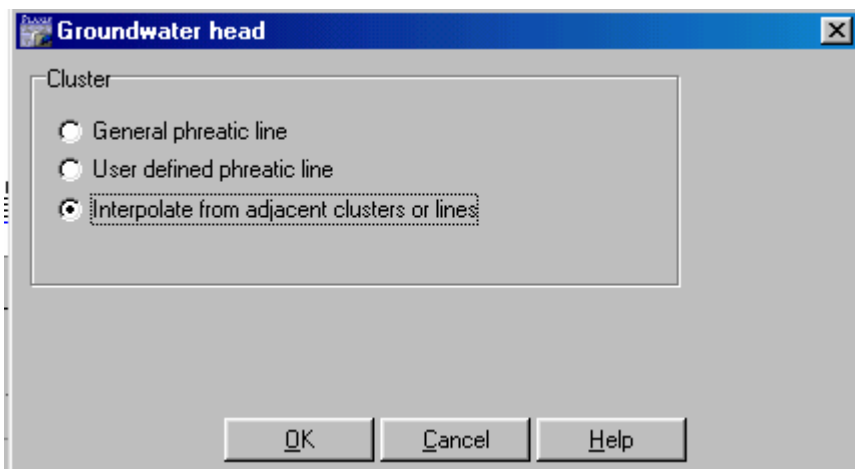 Groundwater head
Cluster
General phreatic line
User defined phreatic line
Interpolate from adjacent clusters or lines
OK
Cancel
Help